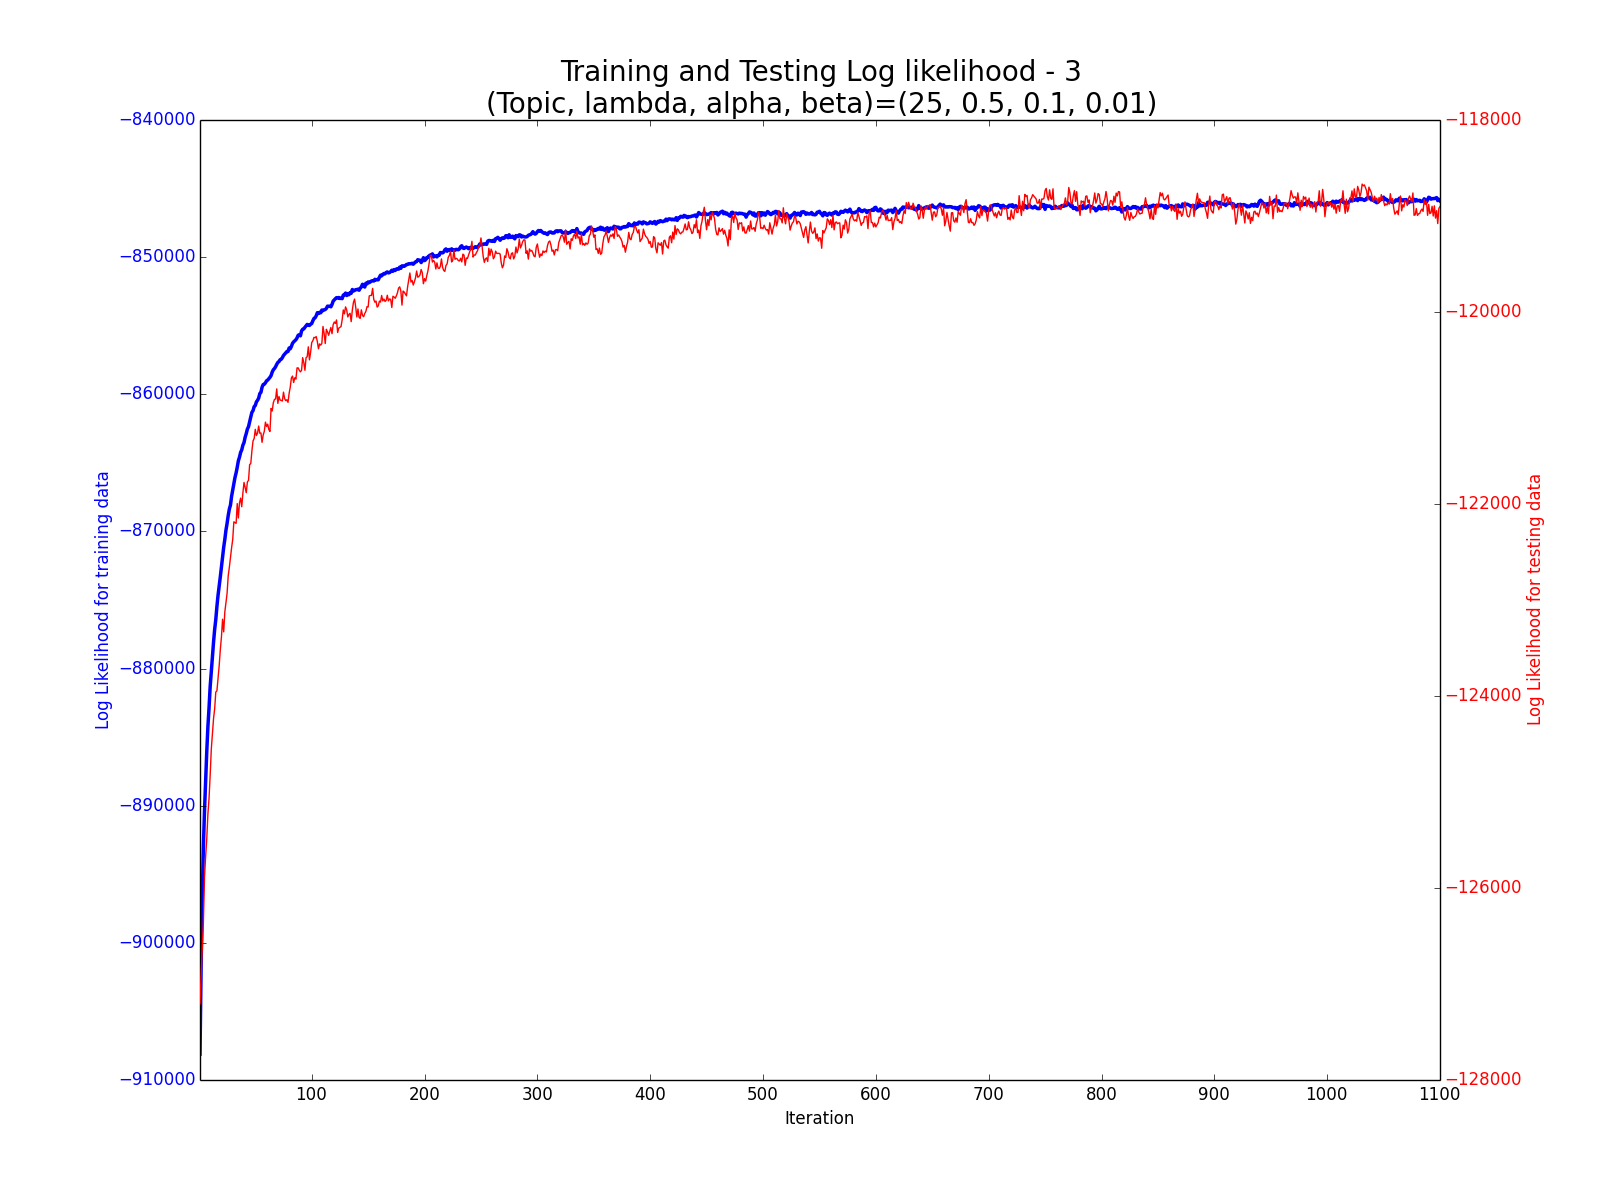 Training and Testing Log likelihood - 3
(Topic, lambda, alpha, beta)=(25, 0.5, 0.1, 0.01)
−840000
−850000
−860000
−870000
−880000
−890000
−900000
−910000
Log Likelihood for training data
−118000
−120000
−122000
−124000
−126000
−128000
Log Likelihood for testing data
100 200 300 400 500 600 700 800 900 1000 1100
Iteration